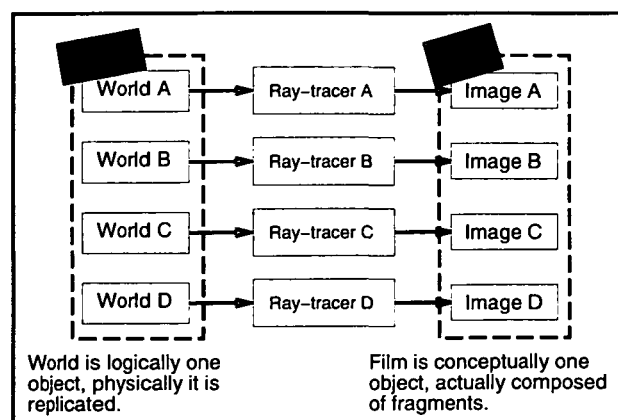 World A Ray-tracer A Image A
World B Ray-tracer B Image B
World C Ray-tracer C Image C
World D Ray-tracer D Image D
World is logically one
object, physically it is
replicated.
Film is conceptually one
object, actually composed
of fragments.